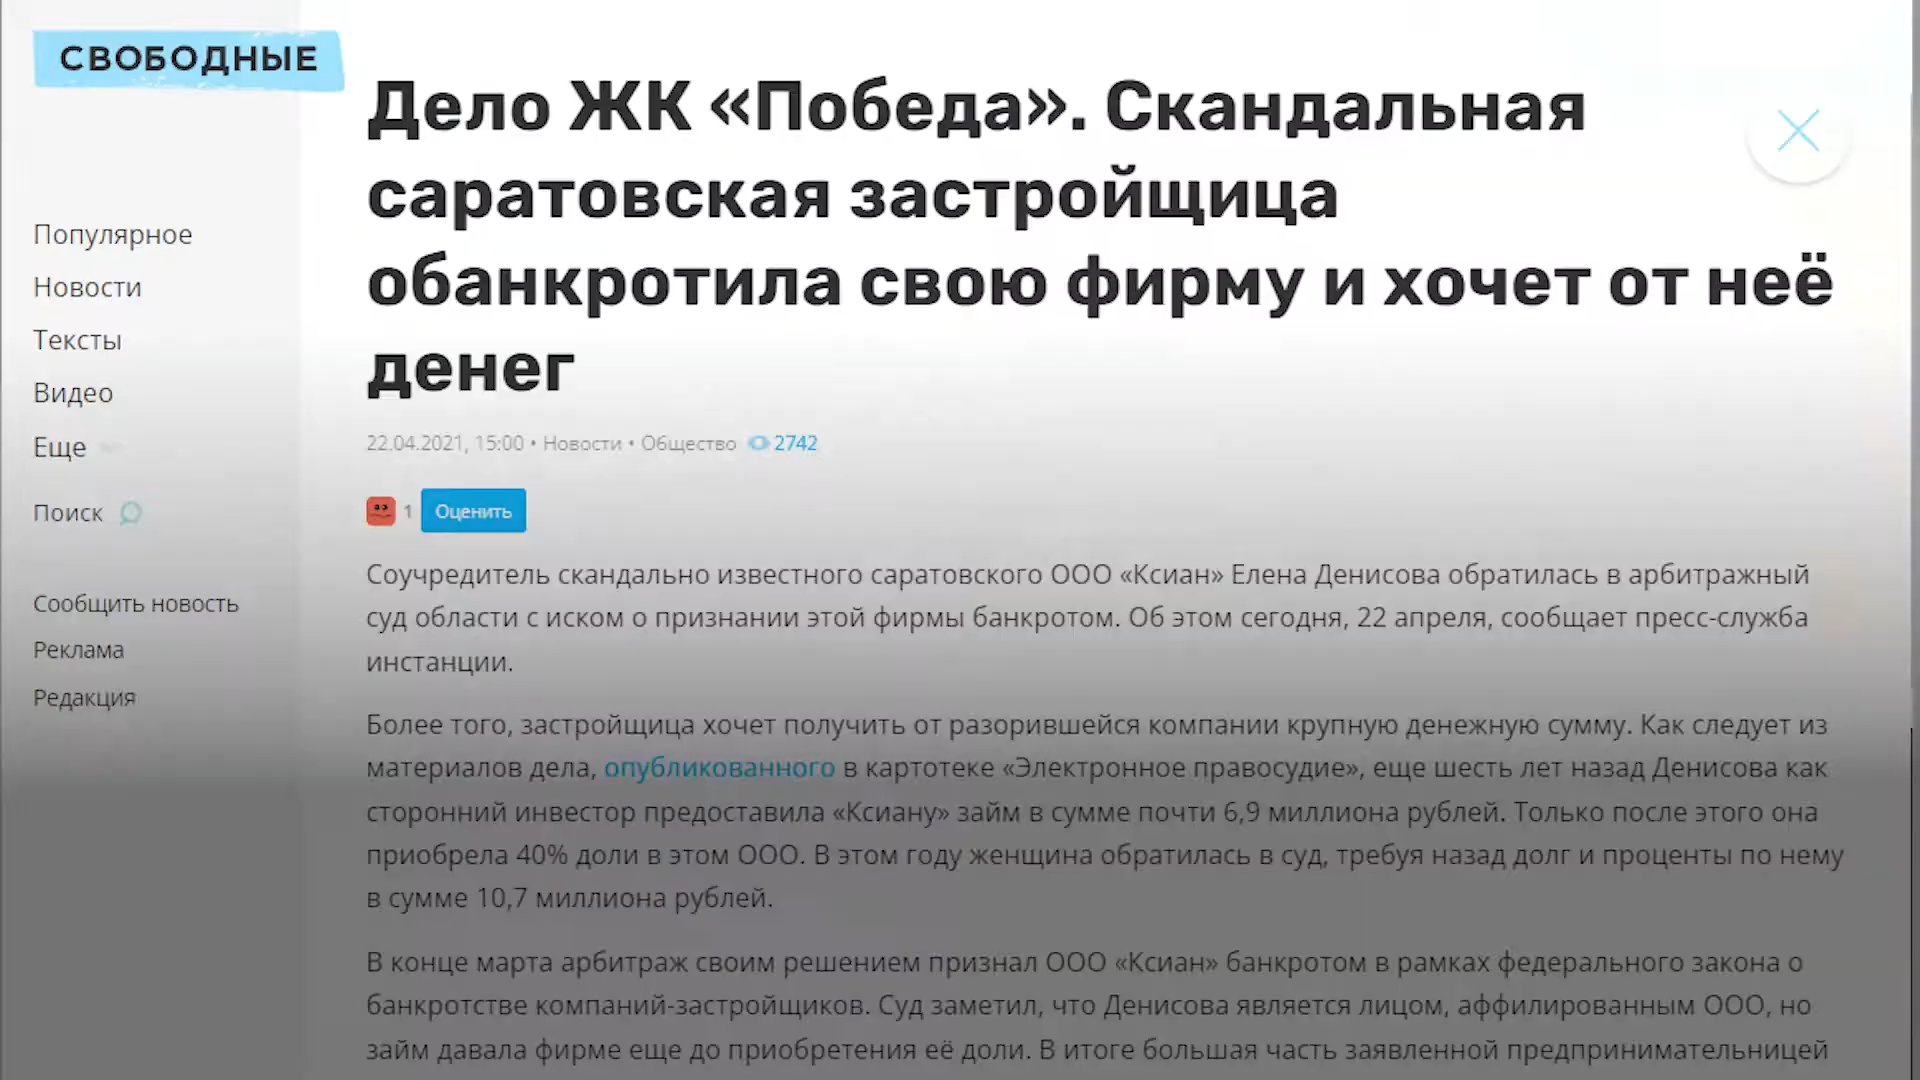 СВОБОДНЫЕ
Дело ЖК «Победа». Скандальная
саратовская застройщица
обанкротила свою фирму и хочет от неё
денег
Популярное
Новости
Тексты
Видео
Еще
Поиск
Сообщить новость
Реклама
Редакция
22.04.2021, 15:00 • Новости • Общество 2742
1 Оценить
Соучредитель скандально известного саратовского ООО «Ксиан» Елена Денисова обратилась в арбитражный
суд области с иском о признании этой фирмы банкротом. Об этом сегодня, 22 апреля, сообщает пресс-служба
инстанции.
Более того, застройщица хочет получить от разорившейся компании крупную денежную сумму. Как следует из
материалов дела, опубликованного в картотеке «Электронное правосудие», еще шесть лет назад Денисова как
сторонний инвестор предоставила «Ксиану» займ в сумме почти 6,9 миллиона рублей. Только после этого она
приобрела 40% доли в этом ООО. В этом году женщина обратилась в суд, требуя назад долг и проценты по нему
в сумме 10,7 миллиона рублей.
В конце марта арбитраж своим решением признал ООО «Ксиан» банкротом в рамках федерального закона о
банкротстве компаний-застройщиков. Суд заметил, что Денисова является лицом, аффилированным ООО, но
займ давала фирме еще до приобретения её доли. В итоге большая часть заявленной предпринимательницей